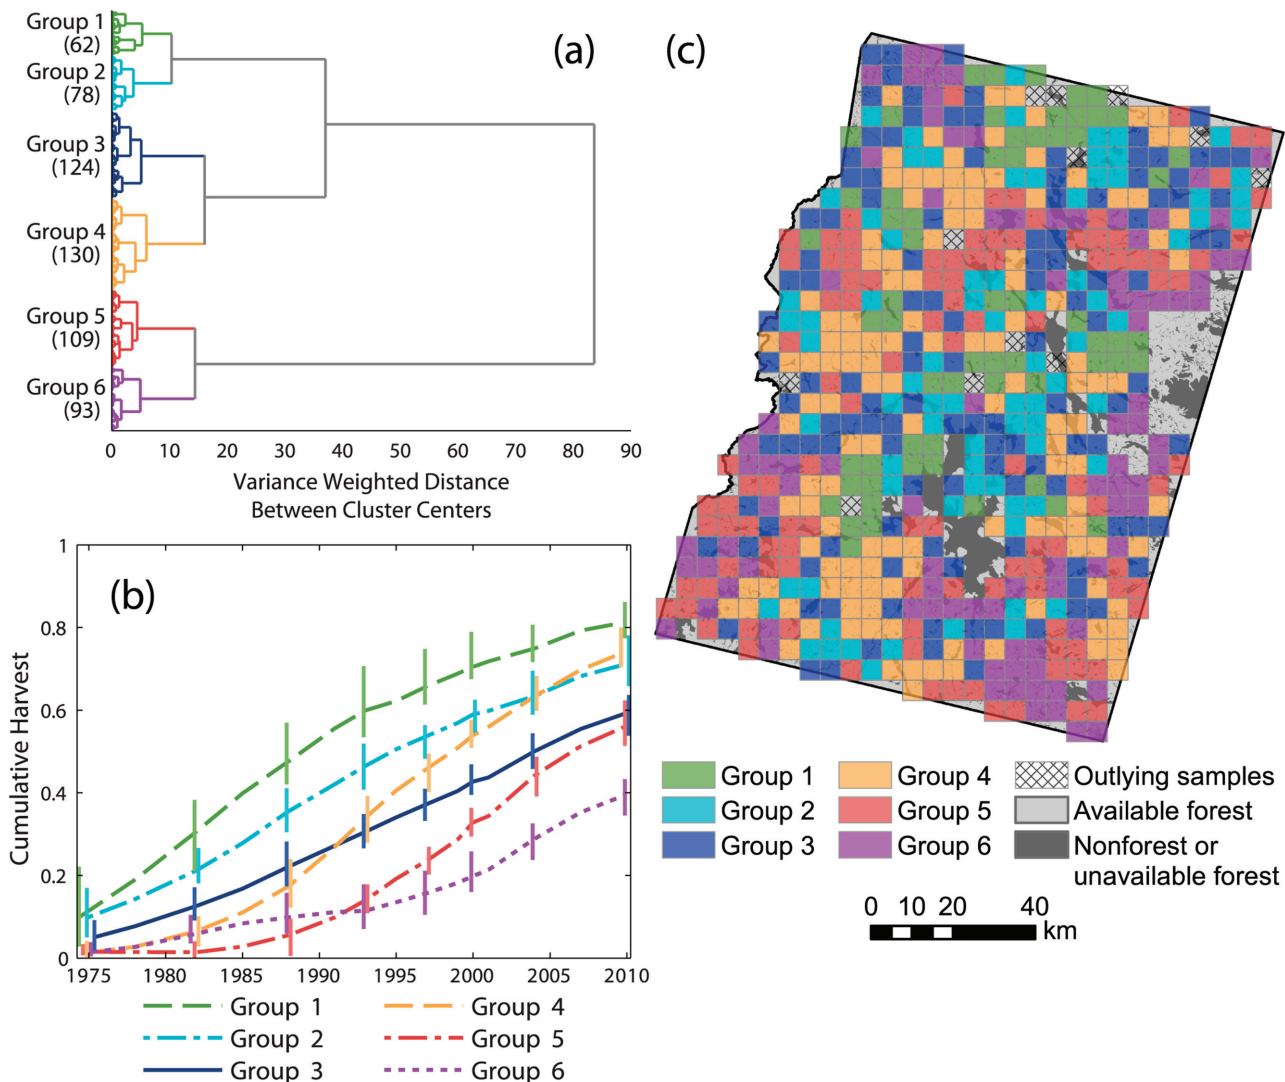 (a)
Group 1
(62)
Group 2
(78)
Group 3
(124)
Group 4
(130)
Group 5
(109)
Group 6
(93)
0 10 20 30 40 50 60 70 80 90
Variance Weighted Distance
Between Cluster Centers
(b)
Cumulative Harvest
1
0.8
0.6
0.4
0.2
0
1975 1980 1985 1990 1995 2000 2005 2010
Group 1
Group 2
Group 3
Group 4
Group 5
Group 6
(c)
Group 1
Group 2
Group 3
Group 4
Group 5
Group 6
Outlying samples
Available forest
Nonforest or
unavailable forest
0 10 20 40
km